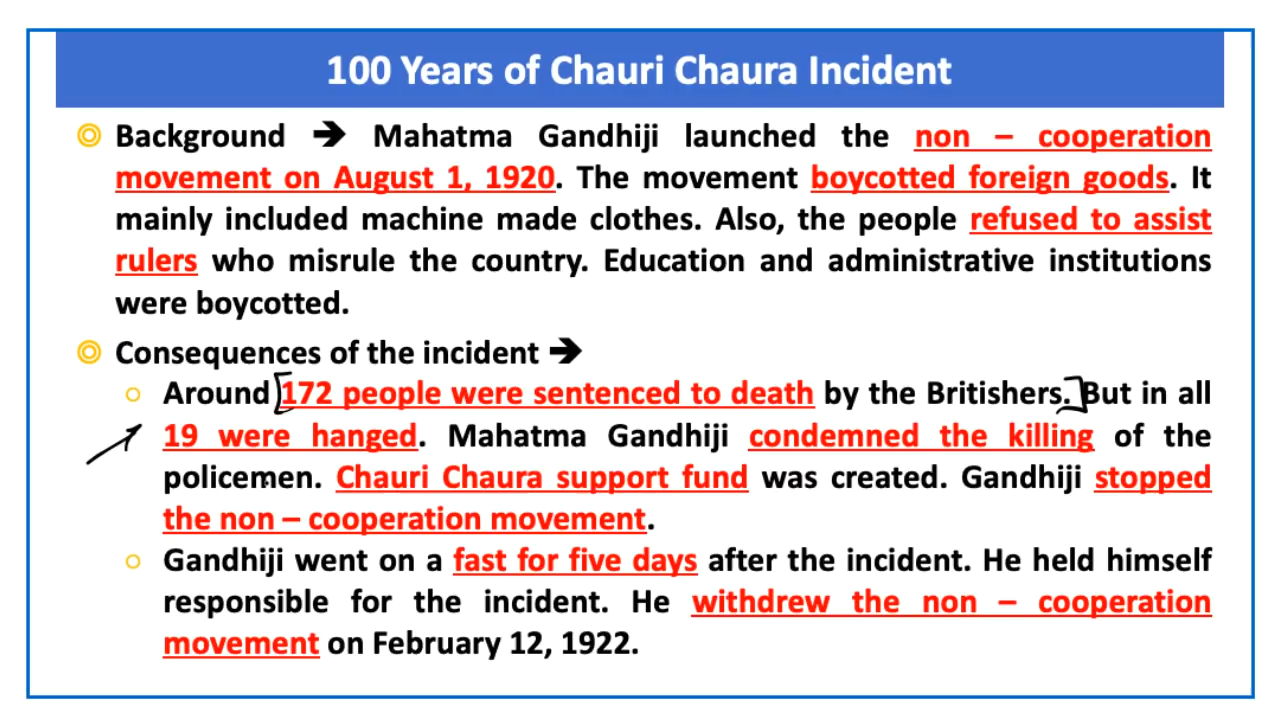 100 Years of Chauri Chaura Incident
Background ➔ Mahatma Gandhiji launched the non – cooperation
movement on August 1, 1920. The movement boycotted foreign goods. It
mainly included machine made clothes. Also, the people refused to assist
rulers who misrule the country. Education and administrative institutions
were boycotted.
Consequences of the incident ➔
Around 172 people were sentenced to death by the Britishers. But in all
19 were hanged. Mahatma Gandhiji condemned the killing of the
policemen. Chauri Chaura support fund was created. Gandhiji stopped
the non – cooperation movement.
Gandhiji went on a fast for five days after the incident. He held himself
responsible for the incident. He withdrew the non – cooperation
movement on February 12, 1922.